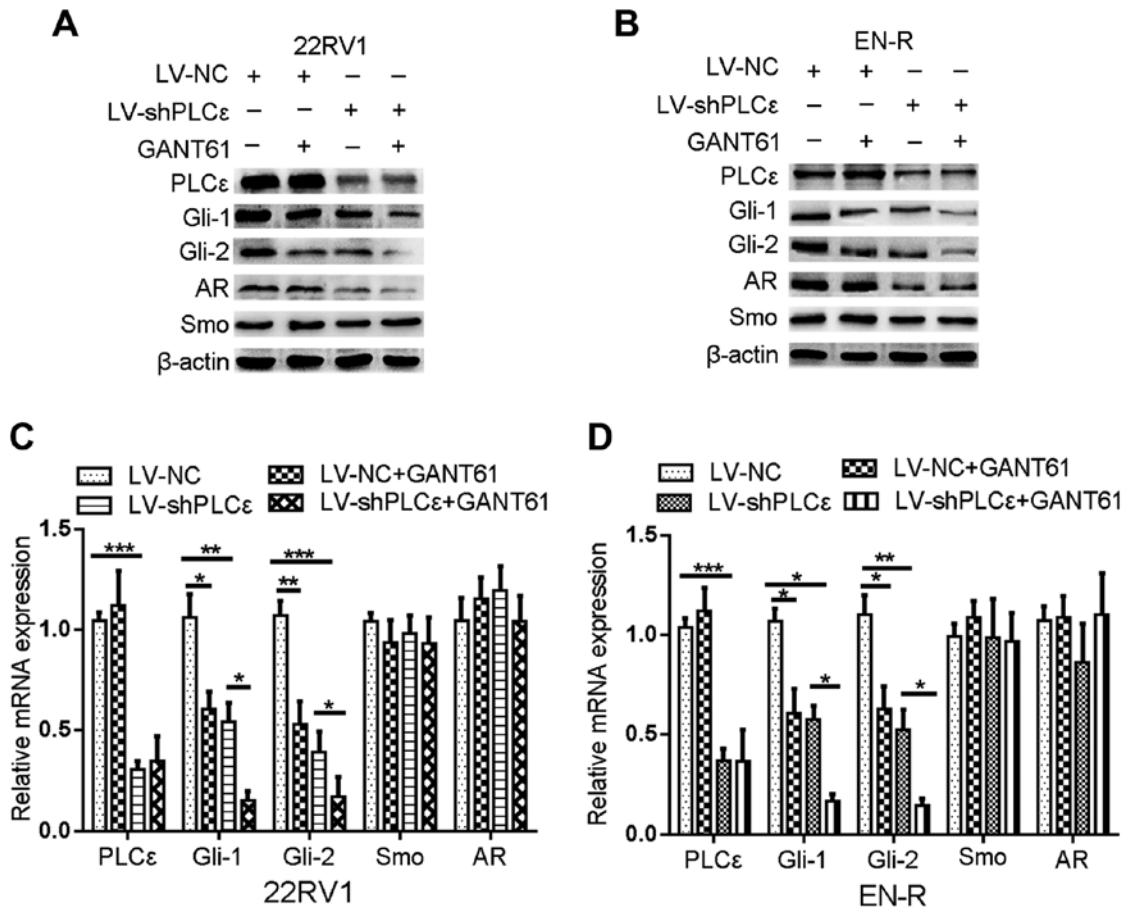 A
22RV1
LV-NC + + – –
LV-shPLCε – – + +
GANT61 – + – +
PLCε
Gli-1
Gli-2
AR
Smo
β-actin
B
EN-R
LV-NC + + – –
LV-shPLCε – – + +
GANT61 – + – +
PLCε
Gli-1
Gli-2
AR
Smo
β-actin
C
LV-NC LV-NC+GANT61
LV-shPLCε LV-shPLCε+GANT61
Relative mRNA expression
1.5
1.0
0.5
0.0
*** ** ***
* **
* *
PLCε Gli-1 Gli-2 Smo AR
22RV1
D
LV-NC LV-NC+GANT61
LV-shPLCε LV-shPLCε+GANT61
Relative mRNA expression
1.5
1.0
0.5
0.0
*** * **
* *
* *
PLCε Gli-1 Gli-2 Smo AR
EN-R